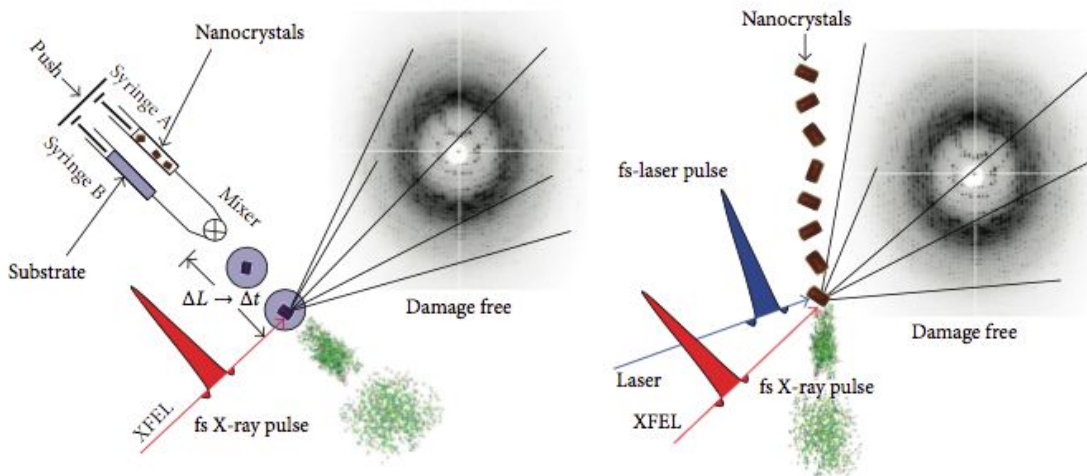 Nanocrystals
Push
Syringe A
Syringe B
Mixer
Substrate
ΔL → Δt
Damage free
XFEL
fs X-ray pulse
Nanocrystals
fs-laser pulse
Damage free
Laser
fs X-ray pulse
XFEL